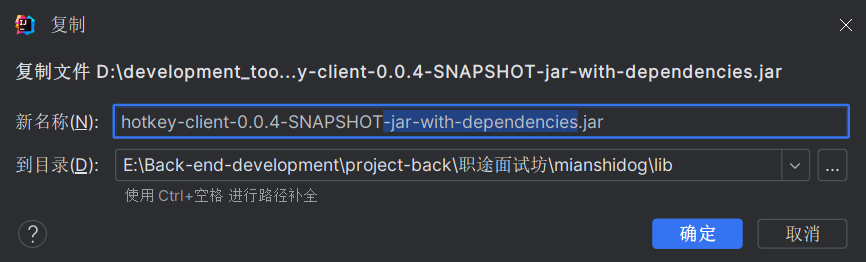 复制
复制文件 D:\development_too...y-client-0.0.4-SNAPSHOT-jar-with-dependencies.jar
新名称(N): hotkey-client-0.0.4-SNAPSHOT-jar-with-dependencies.jar
到目录(D): E:\Back-end-development\project-back\职途面试坊\mianshidog\lib
使用 Ctrl+空格 进行路径补全
? 确定 取消